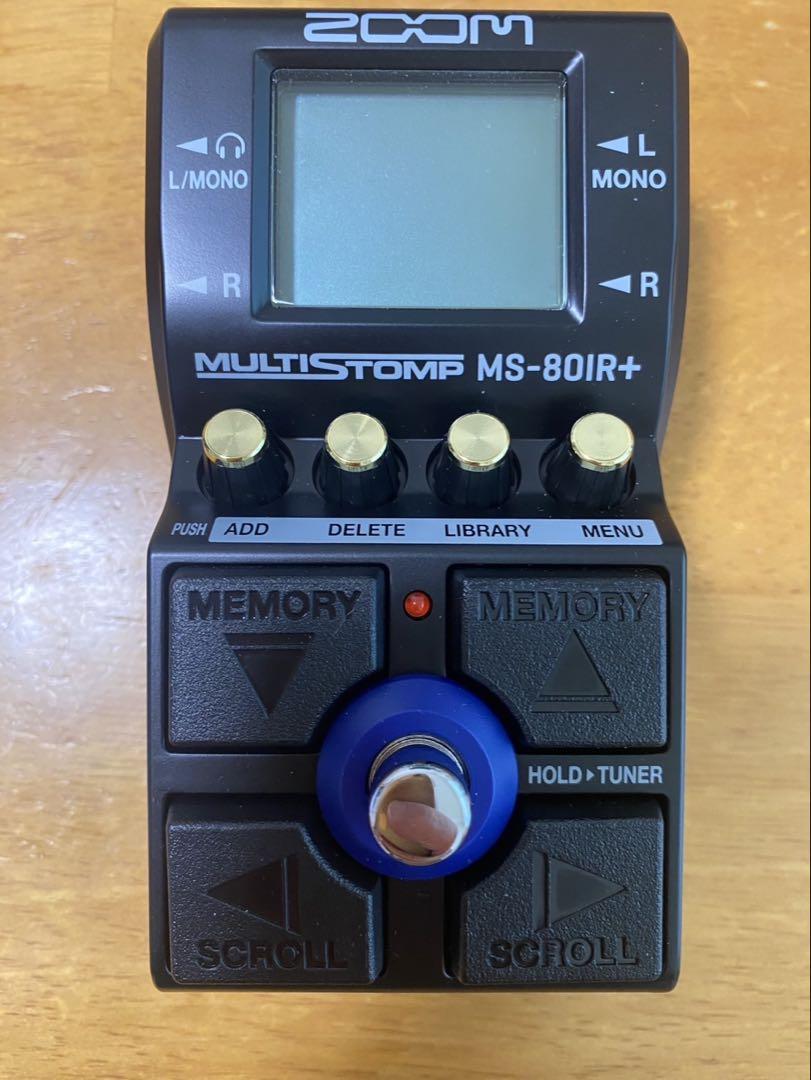 ZOOM
L/MONO
R
L
MONO
R
MULTISTOMP MS-80IR+
PUSH ADD DELETE LIBRARY MENU
MEMORY MEMORY
HOLD▸TUNER
SCROLL SCROLL